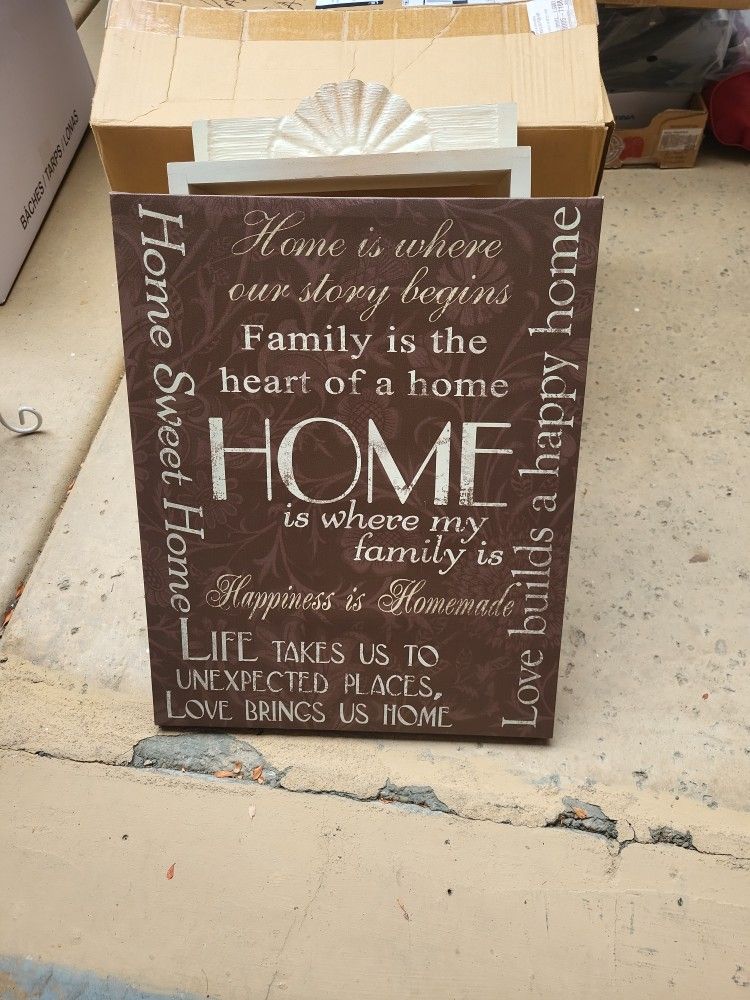 BÂCHES / TARPS / LONAS
Home Sweet Home
Home is where
our story begins
Family is the
heart of a home
HOME
is where my
family is
Happiness is Homemade
LIFE TAKES US TO
UNEXPECTED PLACES,
LOVE BRINGS US HOME
Love builds a happy home